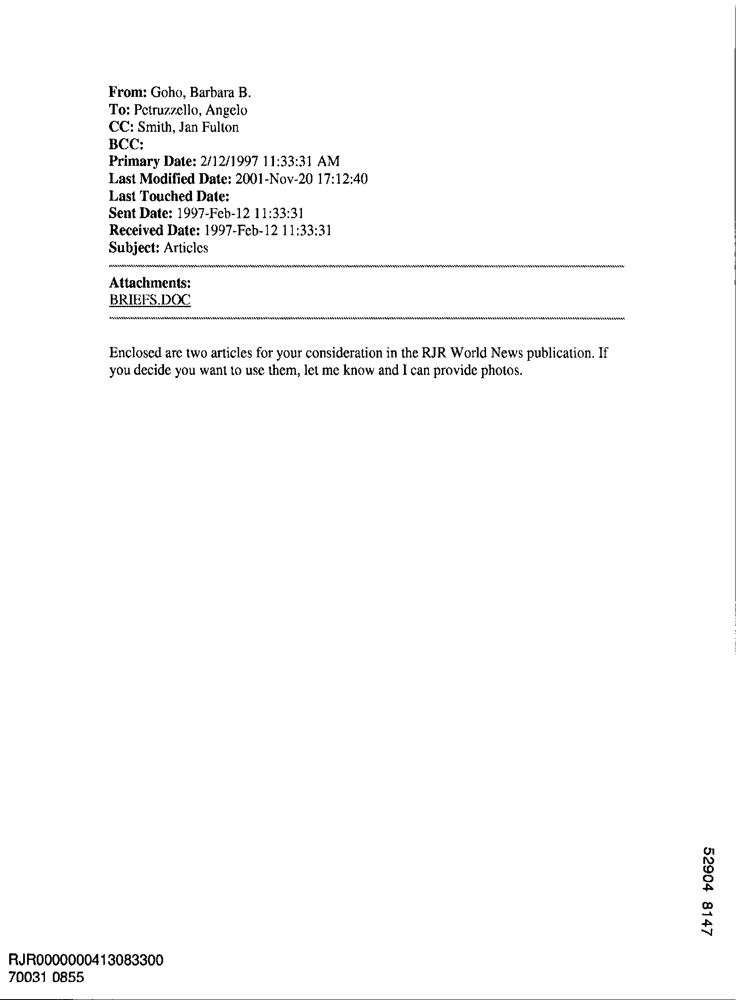 From: Goho, Barbara B.
To: Petruzzello, Angelo
CC: Smith, Jan Fulton
BCC:
Primary Date: 2/12/1997 11:33:31 AM
Last Modified Date: 2001-Nov-20 17:12:40
Last Touched Date:
Sent Date: 1997-Feb-12 11:33:31
Received Date: 1997-Feb-12 11:33:31
Subject: Articles
Attachments:
BRIEFS.DOC
Enclosed are two articles for your consideration in the RJR World News publication. If
you decide you want to use them, let me know and I can provide photos.
52904 8147
RJR0000000413083300
70031 0855